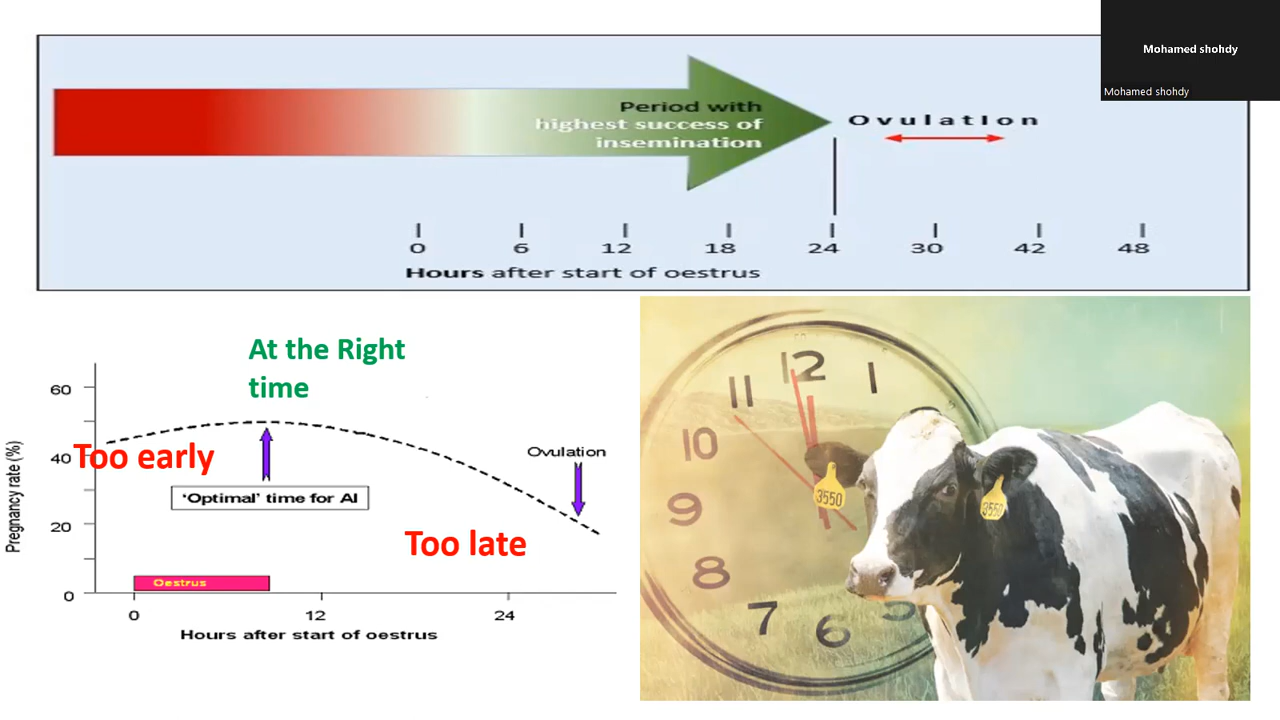 Mohamed shohdy
Mohamed shohdy
Period with
highest success of
insemination
Ovulation
0 6 12 18 24 30 42 48
Hours after start of oestrus
At the Right
time
Too early
Too late
Pregnancy rate (%)
60
40
20
0
'Optimal' time for AI
Ovulation
Oestrus
0 12 24
Hours after start of oestrus
12
1
11
10
9
8
7
6
5
3550
3550